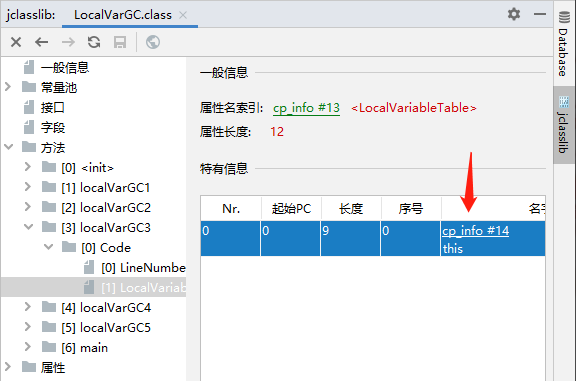 jclasslib: LocalVarGC.class
一般信息
常量池
接口
字段
方法
[0] <init>
[1] localVarGC1
[2] localVarGC2
[3] localVarGC3
[0] Code
[0] LineNumbe
[1] LocalVariab
[4] localVarGC4
[5] localVarGC5
[6] main
属性
一般信息
属性名索引: cp_info #13 <LocalVariableTable>
属性长度: 12
特有信息
Nr. 起始PC 长度 序号 名字
0 0 9 0 cp_info #14
this
Database
jclasslib